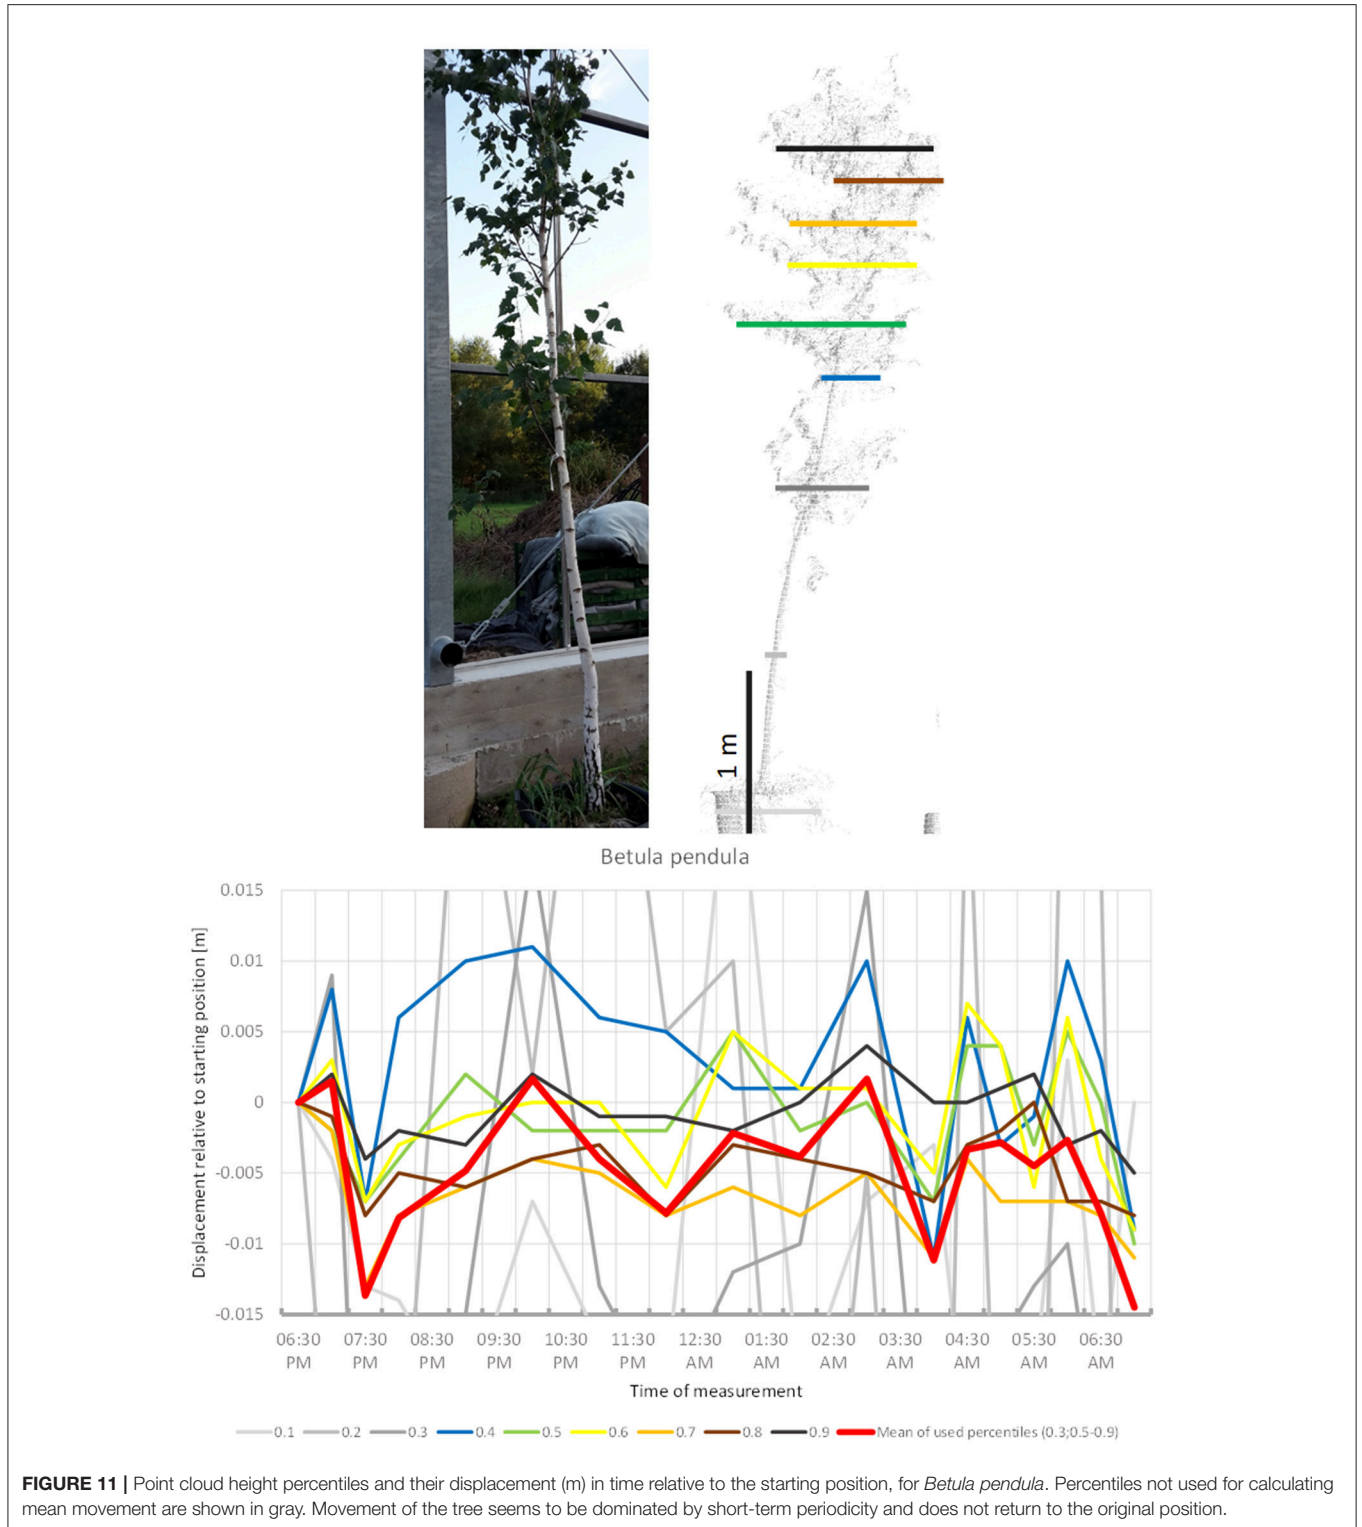 1 m
Betula pendula
Displacement relative to starting position [m]
0.015
0.01
0.005
0
-0.005
-0.01
-0.015
06:30 PM
07:30 PM
08:30 PM
09:30 PM
10:30 PM
11:30 PM
12:30 AM
01:30 AM
02:30 AM
03:30 AM
04:30 AM
05:30 AM
06:30 AM
Time of measurement
0.1 0.2 0.3 0.4 0.5 0.6 0.7 0.8 0.9 Mean of used percentiles (0.3;0.5-0.9)
FIGURE 11 | Point cloud height percentiles and their displacement (m) in time relative to the starting position, for Betula pendula. Percentiles not used for calculating
mean movement are shown in gray. Movement of the tree seems to be dominated by short-term periodicity and does not return to the original position.